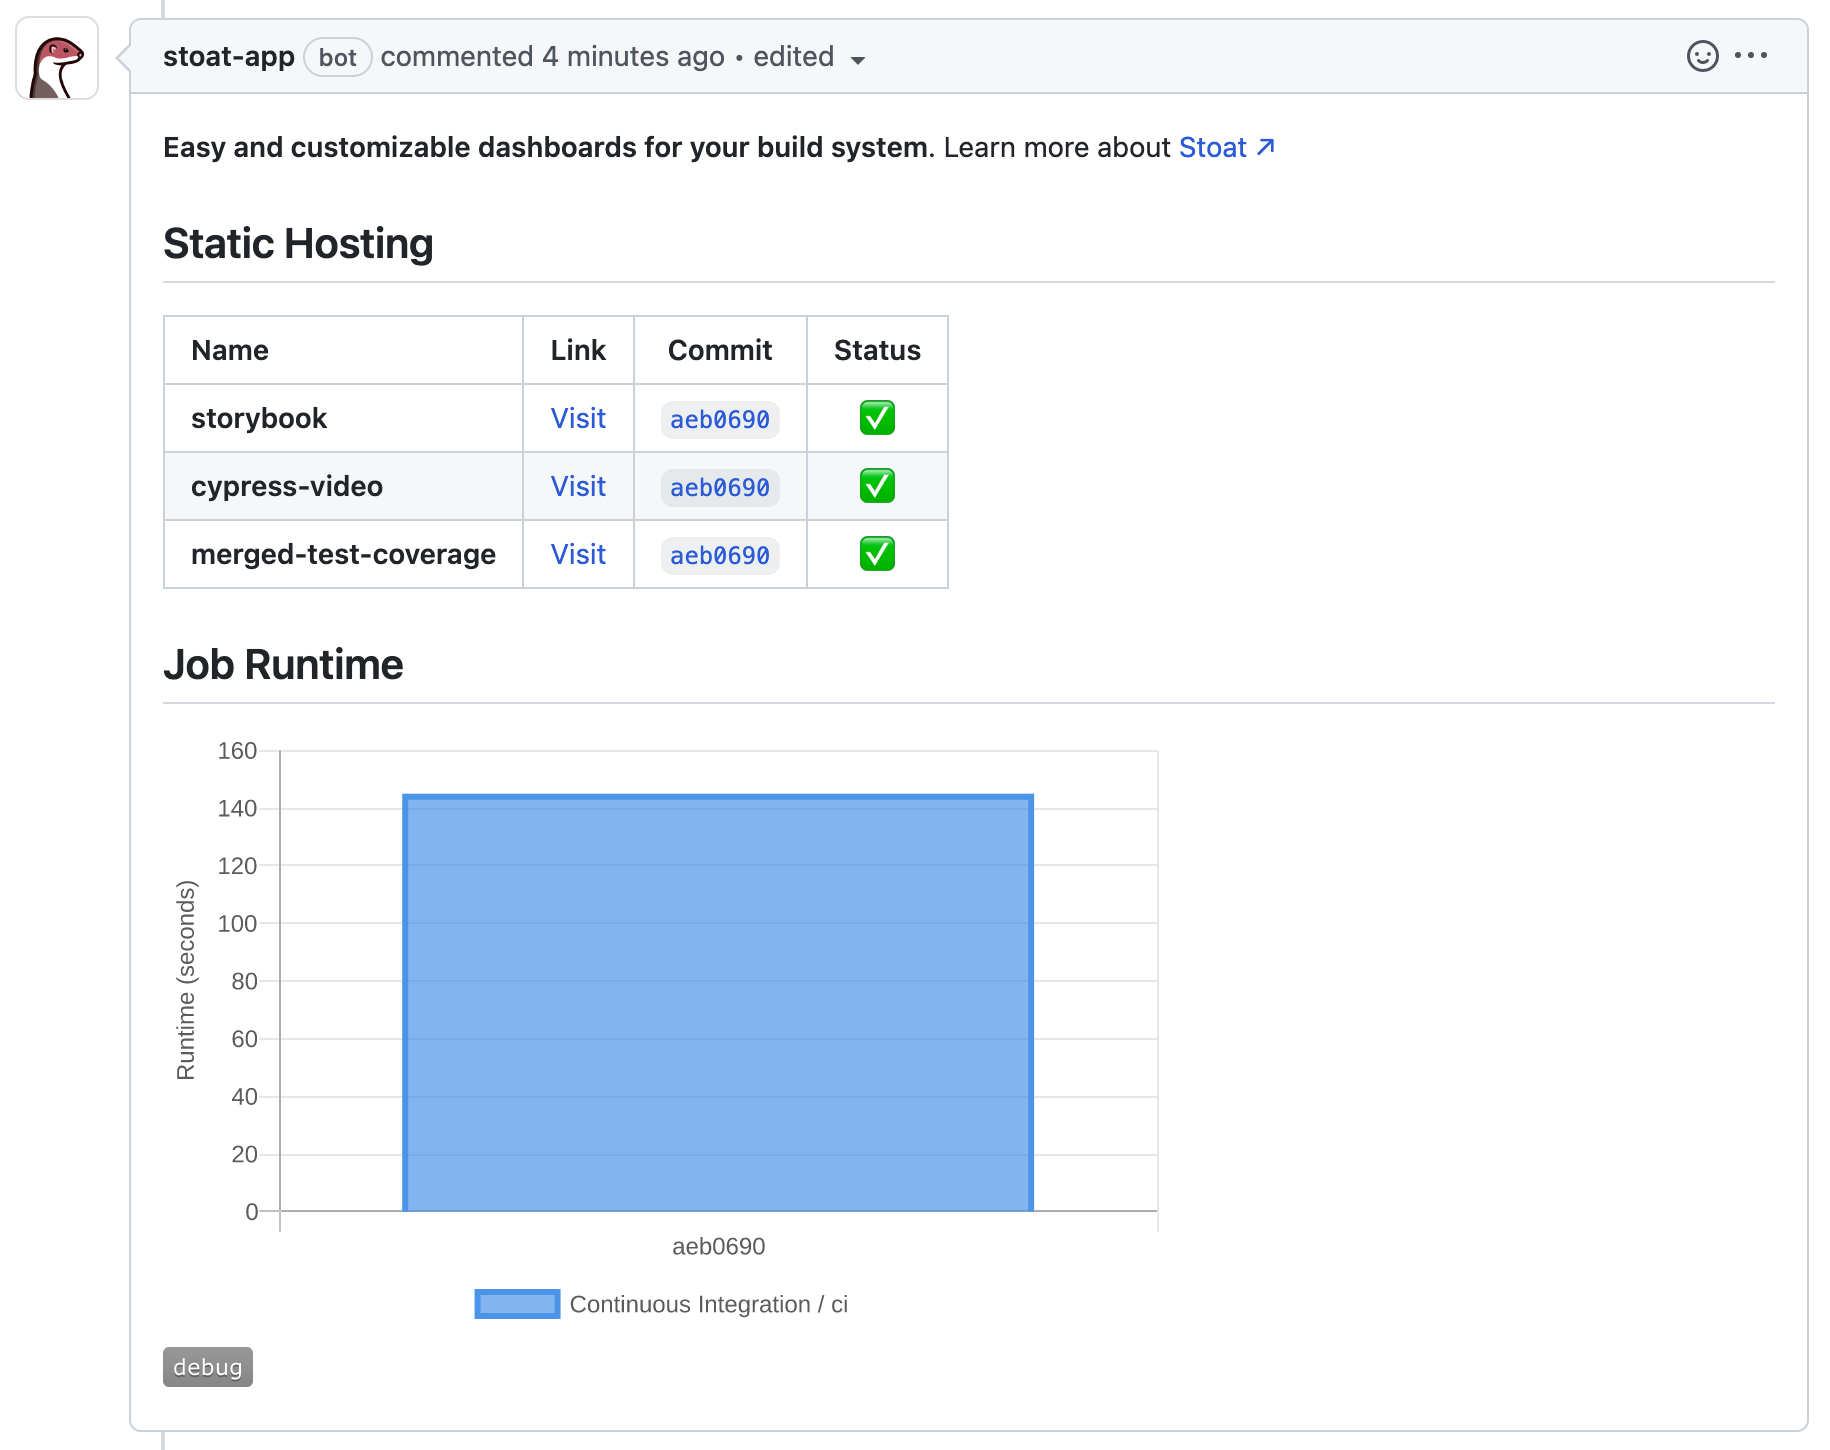 stoat-app bot commented 4 minutes ago • edited
Easy and customizable dashboards for your build system. Learn more about Stoat ↗
Static Hosting
Name Link Commit Status
storybook Visit aeb0690 ✅
cypress-video Visit aeb0690 ✅
merged-test-coverage Visit aeb0690 ✅
Job Runtime
160
140
120
100
80
60
40
20
0
Runtime (seconds)
aeb0690
Continuous Integration / ci
debug